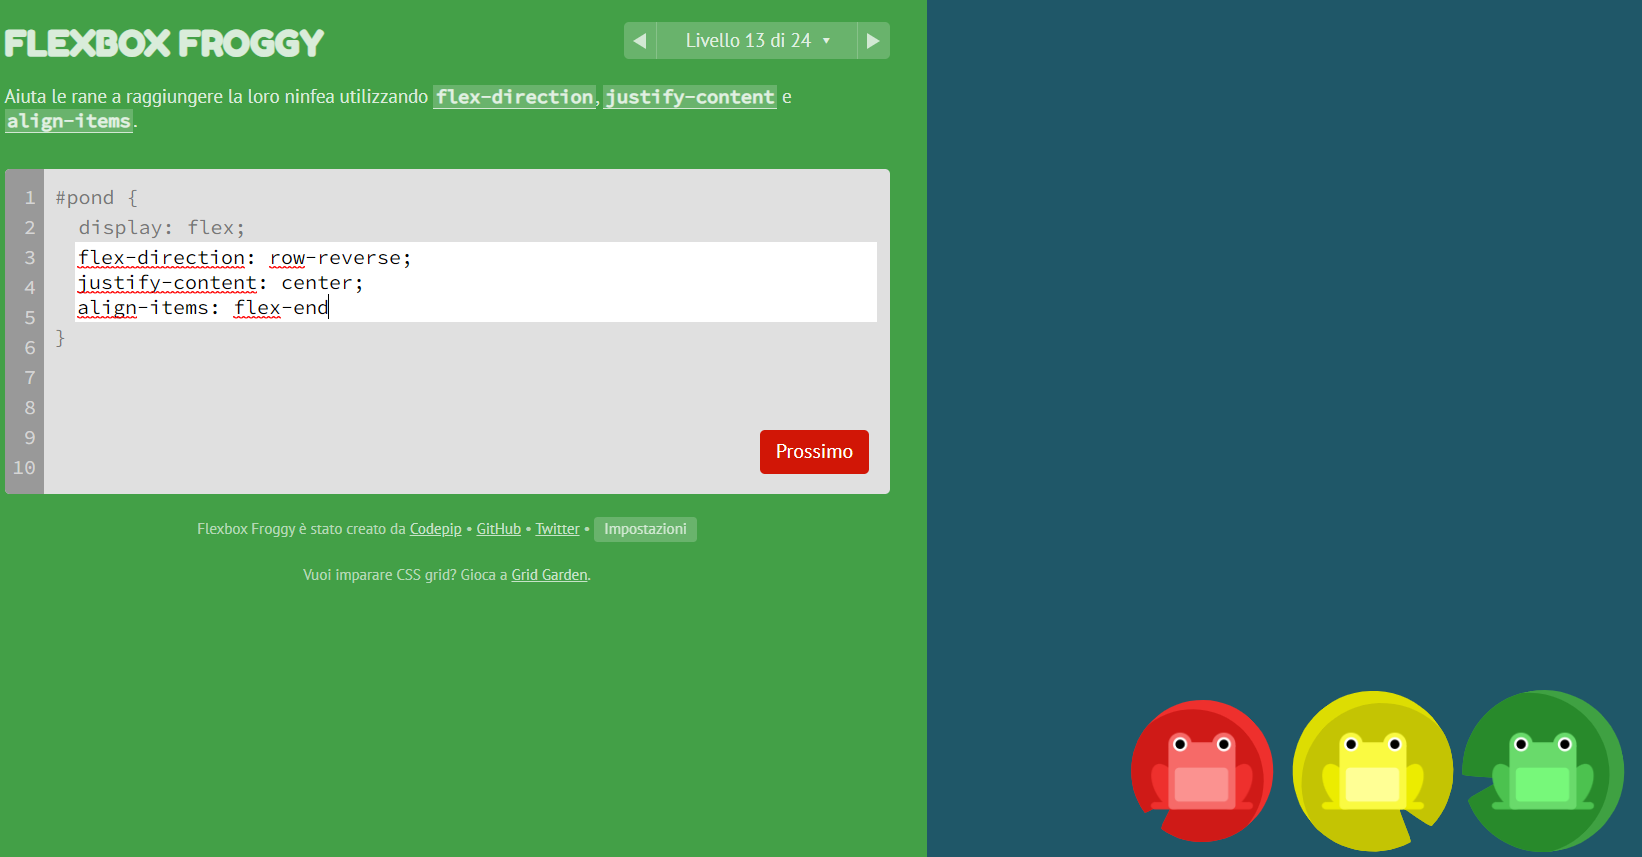 FLEXBOX FROGGY
◀ Livello 13 di 24 ▾ ▶
Aiuta le rane a raggiungere la loro ninfea utilizzando flex-direction, justify-content e
align-items.
1 #pond {
2 display: flex;
3 flex-direction: row-reverse;
4 justify-content: center;
5 align-items: flex-end
6 }
7
8
9
10
Prossimo
Flexbox Froggy è stato creato da Codepip • GitHub • Twitter • Impostazioni
Vuoi imparare CSS grid? Gioca a Grid Garden.